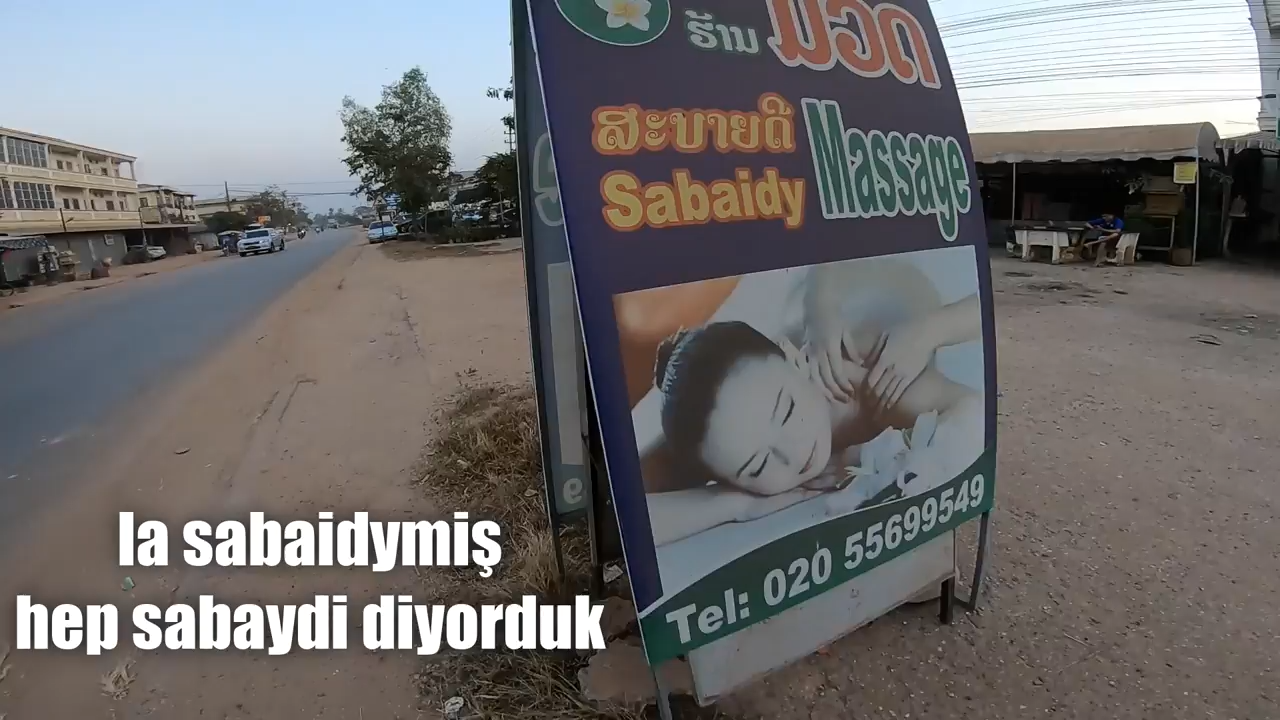 ຮ້ານ ນວດ
ສະບາຍດີ
Sabaidy
Massage
Tel: 020 55699549
la sabaidymiş
hep sabaydi diyorduk